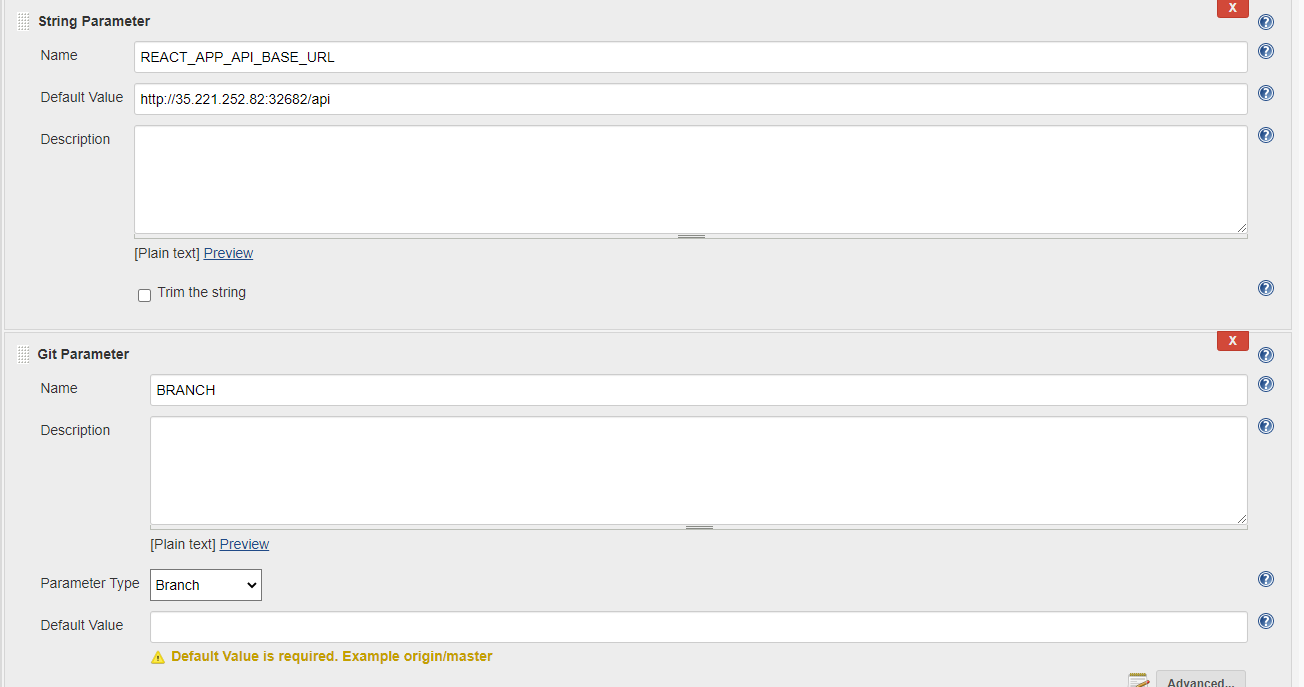 X
String Parameter
Name
REACT_APP_API_BASE_URL
Default Value
http://35.221.252.82:32682/api
Description
[Plain text] Preview
Trim the string
X
Git Parameter
Name
BRANCH
Description
[Plain text] Preview
Parameter Type
Branch
Default Value
Default Value is required. Example origin/master
Advanced...